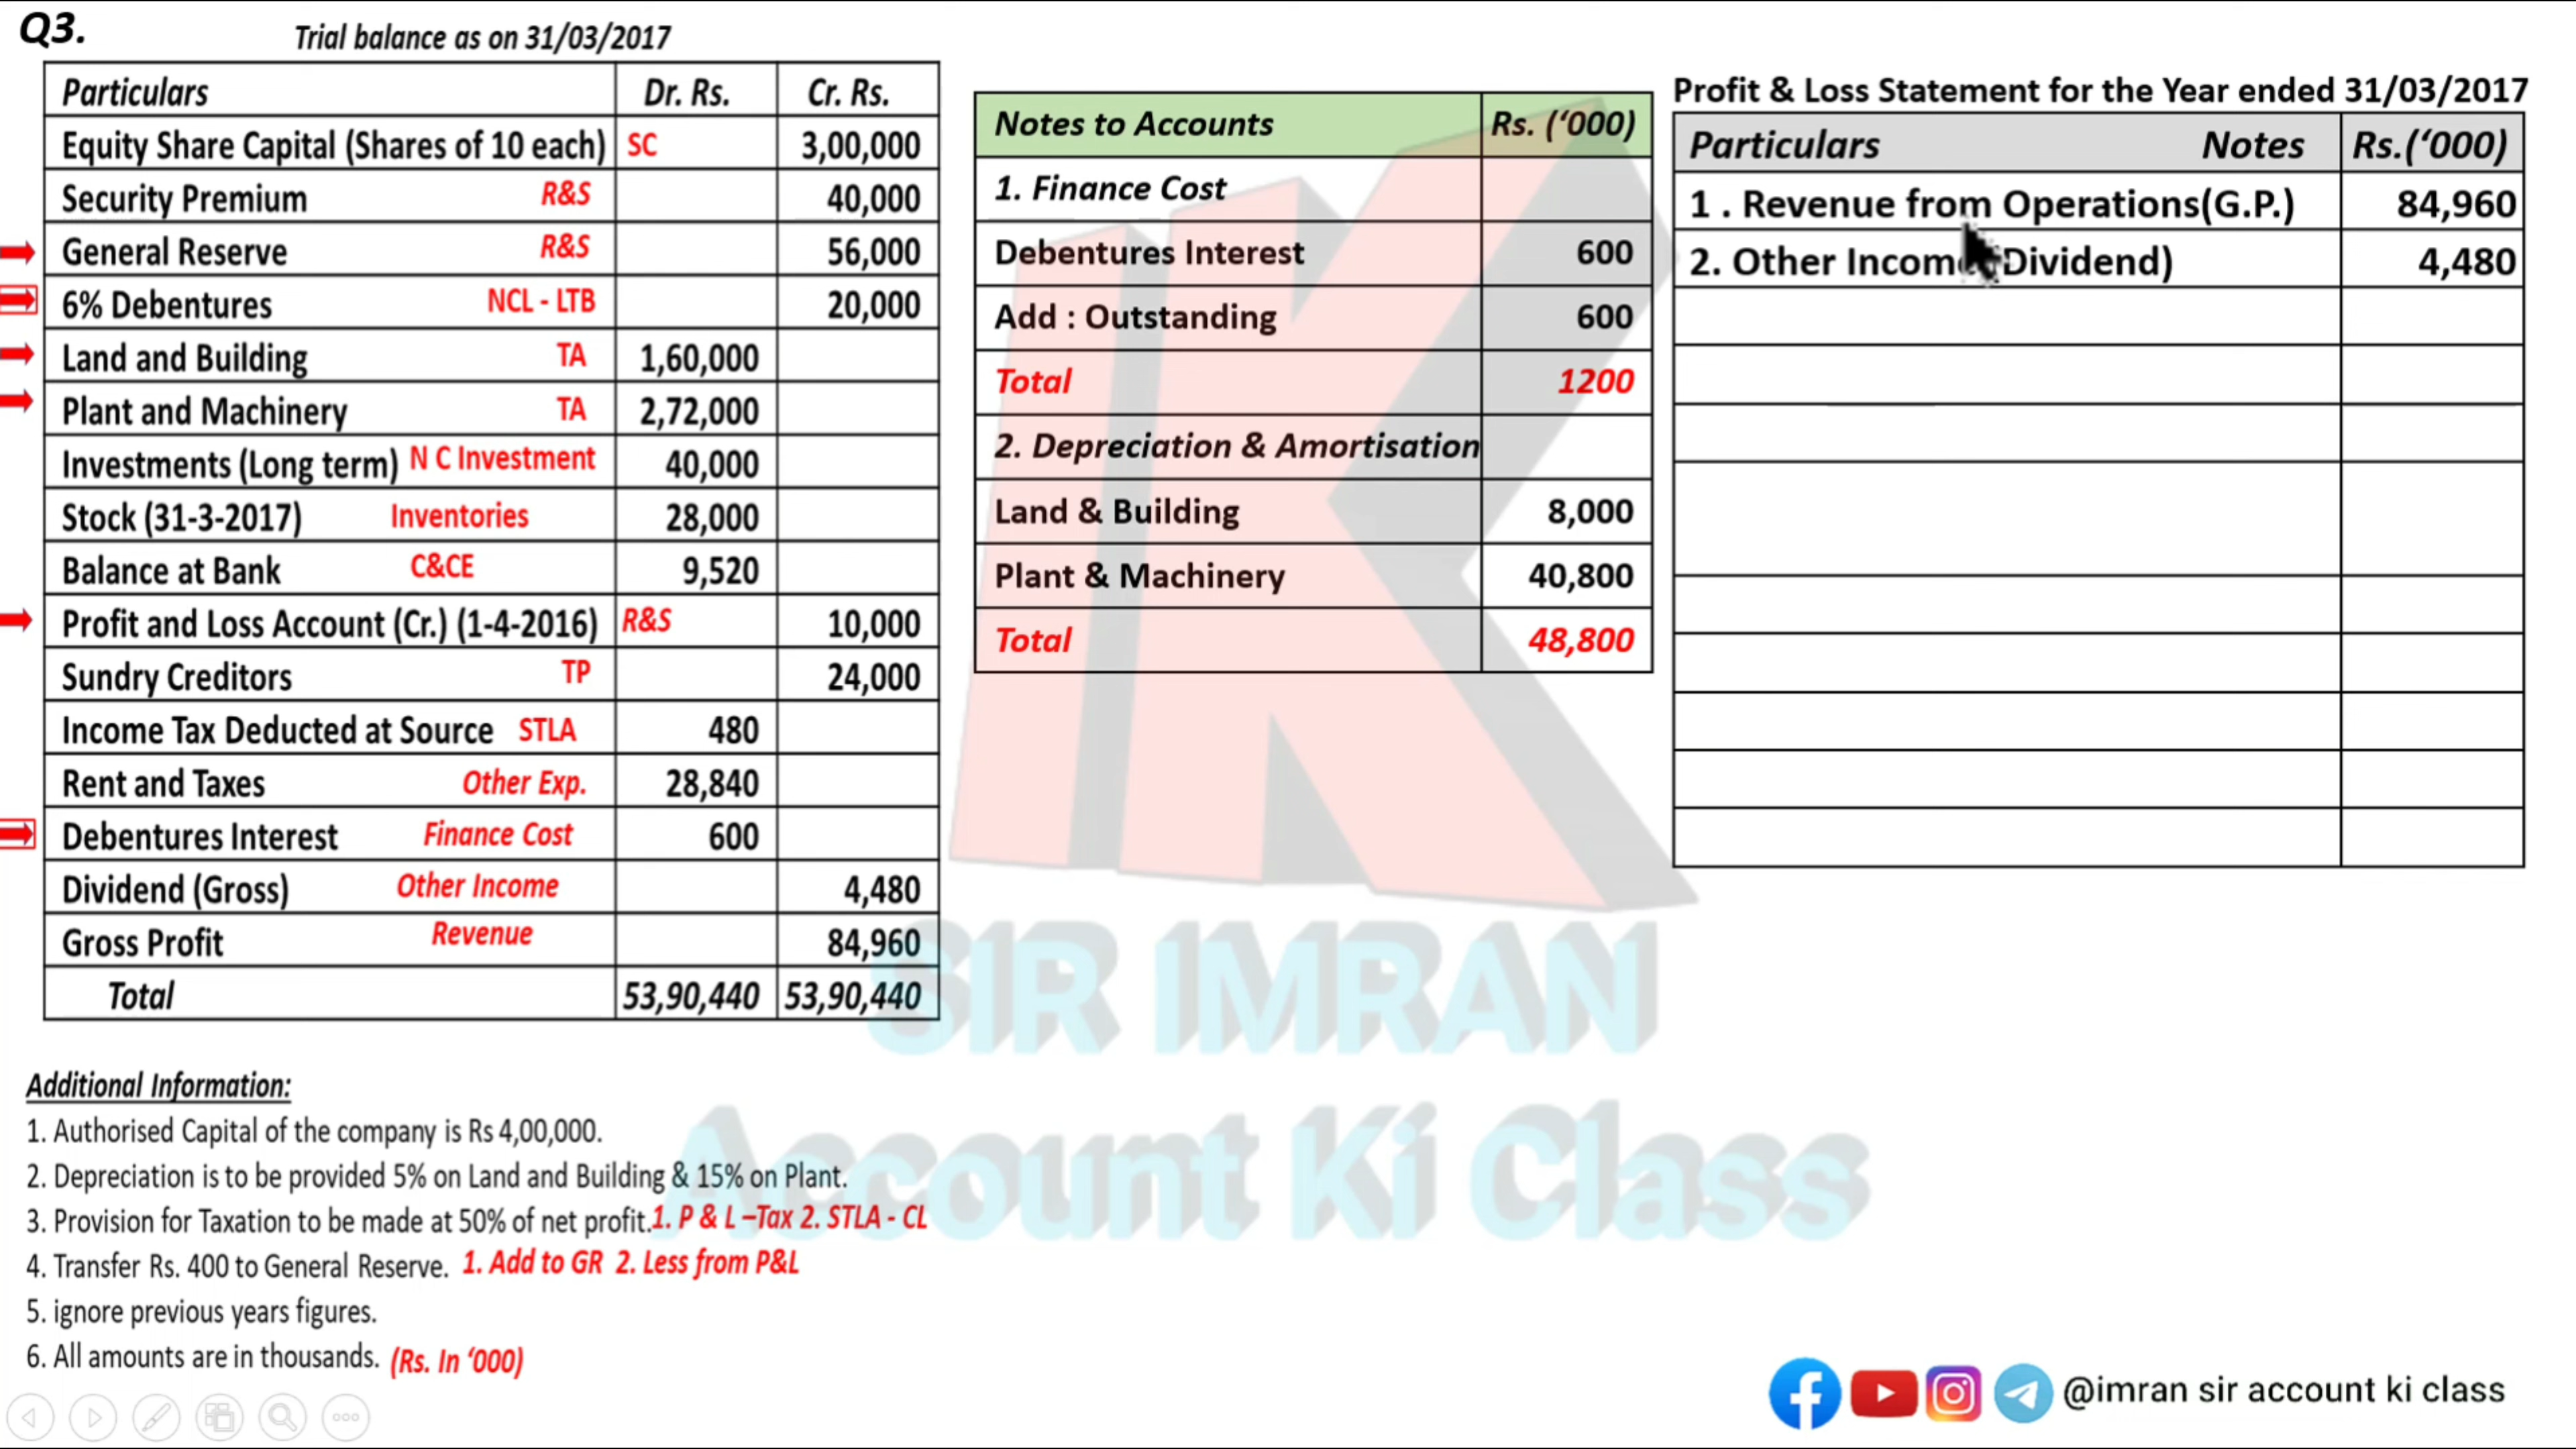 Q3.
Trial balance as on 31/03/2017
Particulars Dr. Rs. Cr. Rs.
Equity Share Capital (Shares of 10 each) SC 3,00,000
Security Premium R&S 40,000
General Reserve R&S 56,000
6% Debentures NCL - LTB 20,000
Land and Building TA 1,60,000
Plant and Machinery TA 2,72,000
Investments (Long term) N C Investment 40,000
Stock (31-3-2017) Inventories 28,000
Balance at Bank C&CE 9,520
Profit and Loss Account (Cr.) (1-4-2016) R&S 10,000
Sundry Creditors TP 24,000
Income Tax Deducted at Source STLA 480
Rent and Taxes Other Exp. 28,840
Debentures Interest Finance Cost 600
Dividend (Gross) Other Income 4,480
Gross Profit Revenue 84,960
Total 53,90,440 53,90,440
Additional Information:
1. Authorised Capital of the company is Rs 4,00,000.
2. Depreciation is to be provided 5% on Land and Building & 15% on Plant.
3. Provision for Taxation to be made at 50% of net profit. 1. P & L –Tax 2. STLA - CL
4. Transfer Rs. 400 to General Reserve. 1. Add to GR 2. Less from P&L
5. ignore previous years figures.
6. All amounts are in thousands. (Rs. In ‘000)
Notes to Accounts Rs. (‘000)
1. Finance Cost
Debentures Interest 600
Add : Outstanding 600
Total 1200
2. Depreciation & Amortisation
Land & Building 8,000
Plant & Machinery 40,800
Total 48,800
Profit & Loss Statement for the Year ended 31/03/2017
Particulars Notes Rs.(‘000)
1 . Revenue from Operations(G.P.) 84,960
2. Other Income Dividend) 4,480
SIR IMRAN
Account Ki Class
@imran sir account ki class